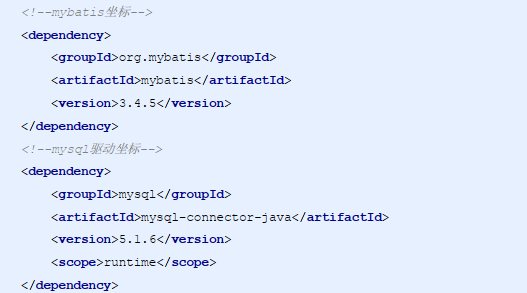 <!--mybatis坐标-->
<dependency>
    <groupId>org.mybatis</groupId>
    <artifactId>mybatis</artifactId>
    <version>3.4.5</version>
</dependency>
<!--mysql驱动坐标-->
<dependency>
    <groupId>mysql</groupId>
    <artifactId>mysql-connector-java</artifactId>
    <version>5.1.6</version>
    <scope>runtime</scope>
</dependency>